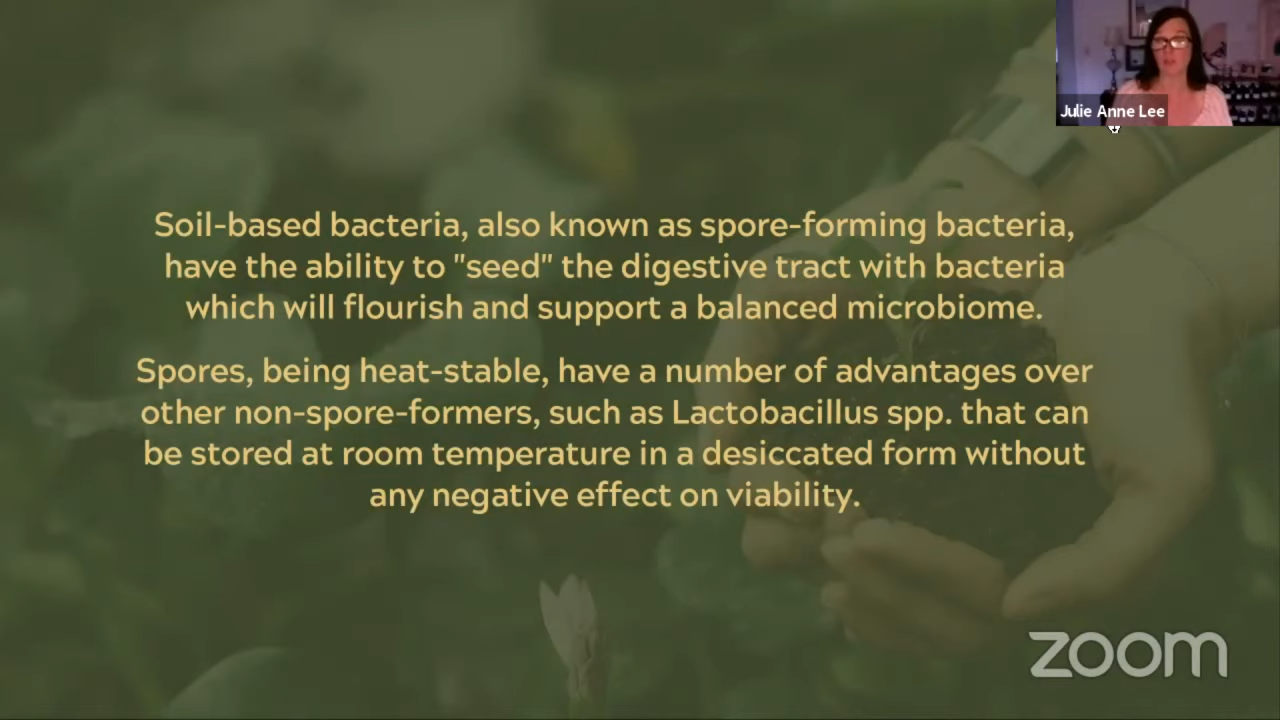 Julie Anne Lee
Soil-based bacteria, also known as spore-forming bacteria,
have the ability to "seed" the digestive tract with bacteria
which will flourish and support a balanced microbiome.
Spores, being heat-stable, have a number of advantages over
other non-spore-formers, such as Lactobacillus spp. that can
be stored at room temperature in a desiccated form without
any negative effect on viability.
zoom